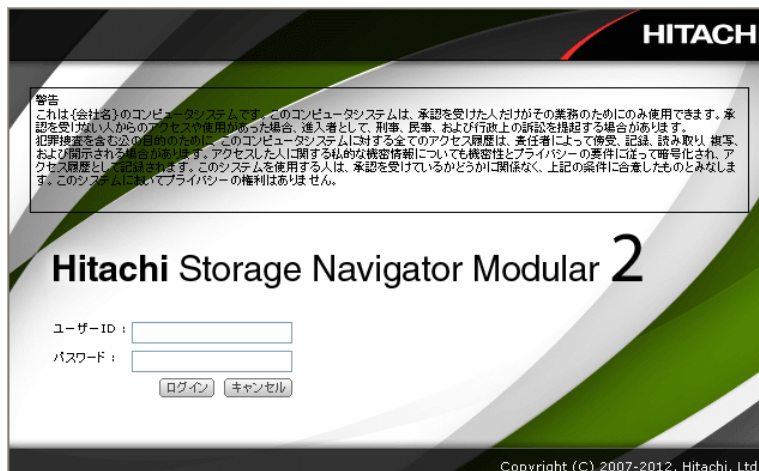 HITACH
警告
これは{会社名}のコンピュータシステムです。このコンピュータシステムは、承認を受けた人だけがその業務のためにのみ使用できます。承
認を受けない人からのアクセスや使用があった場合、進入者として、刑事、民事、および行政上の訴訟を提起する場合があります。
犯罪捜査を含む公の目的のために、このコンピュータシステムに対する全てのアクセス履歴は、責任者によって傍受、記録、読み取り、複写、
および開示される場合があります。アクセスした人に関する私的な機密情報についても機密性とプライバシーの要件に従って暗号化され、ア
クセス履歴として記録されます。このシステムを使用する人は、承認を受けているかどうかに関係なく、上記の条件に合意したものとみなしま
す。このシステムにおいてプライバシーの権利はありません。
Hitachi Storage Navigator Modular 2
ユーザーID :
パスワード :
ログイン キャンセル
Copyright (C) 2007-2012, Hitachi, Ltd